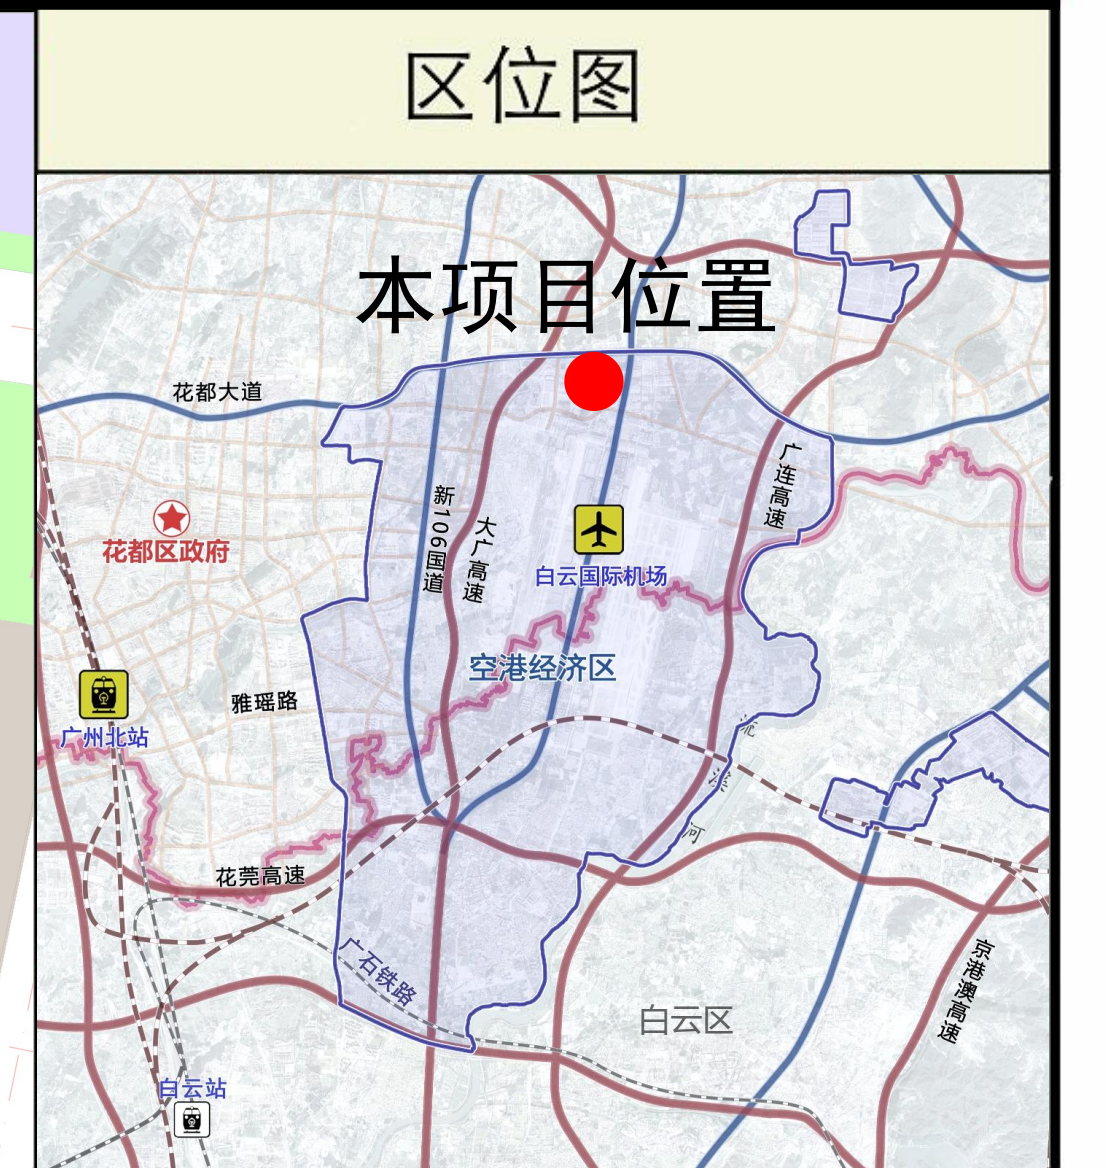 区位图
本项目位置
花都大道
广连高速
新106国道
大广高速
花都区政府
白云国际机场
空港经济区
雅瑶路
广州北站
流
溪
河
花莞高速
广石铁路
京港澳高速
白云区
白云站